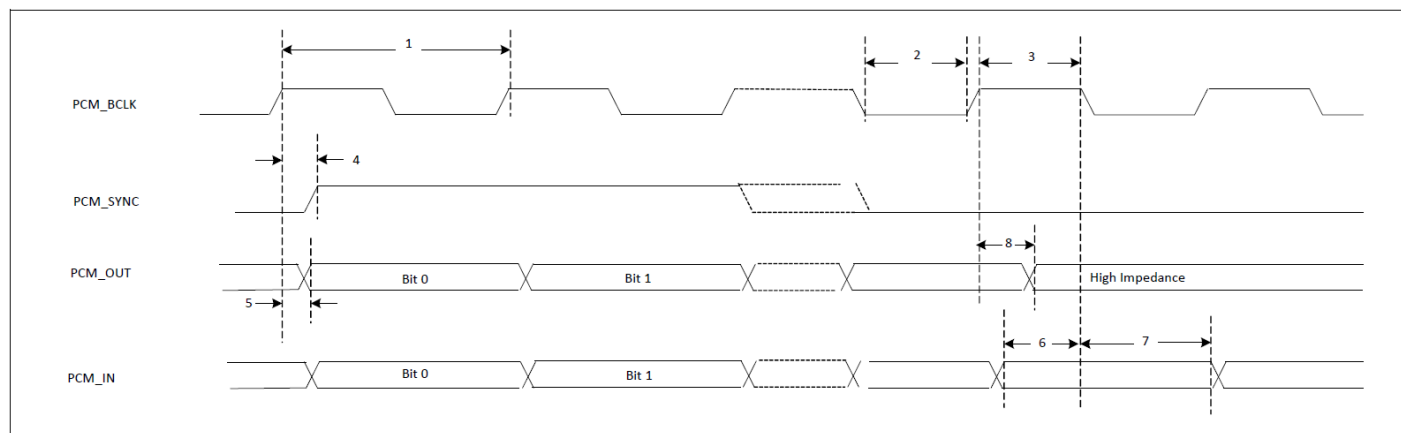 1
2
3
PCM_BCLK
4
PCM_SYNC
8
PCM_OUT
Bit 0
Bit 1
High Impedance
5
6
7
PCM_IN
Bit 0
Bit 1